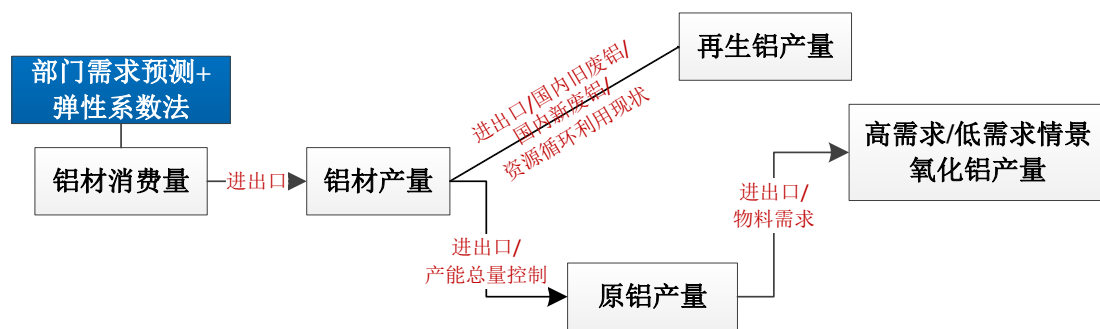 部门需求预测+
弹性系数法
铝材消费量
进出口
铝材产量
进出口/国内旧废铝/
国内新废铝/
资源循环利用现状
再生铝产量
进出口/
产能总量控制
原铝产量
进出口/
物料需求
高需求/低需求情景
氧化铝产量